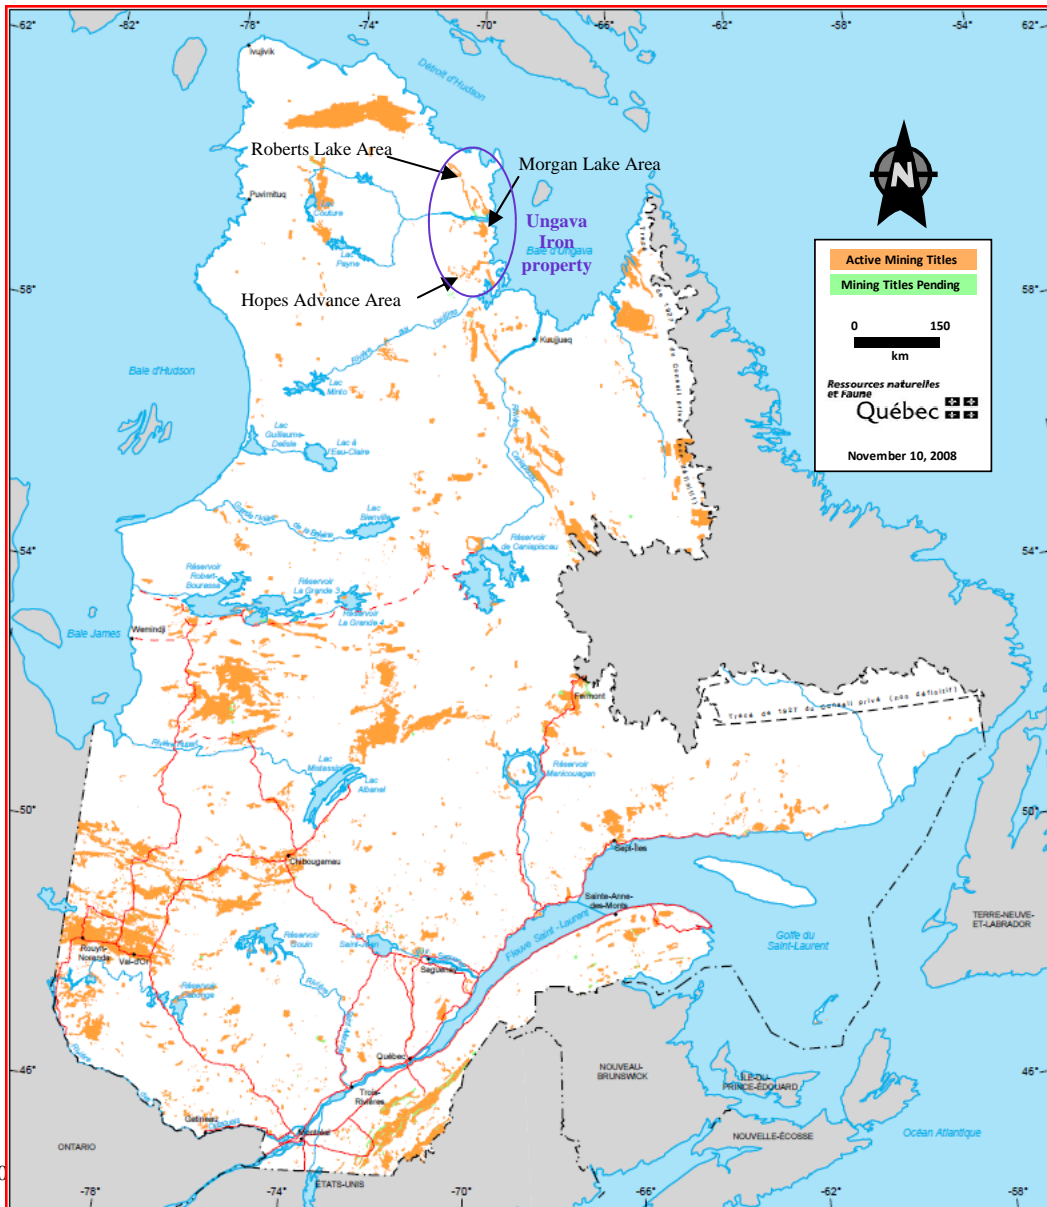 -82°
-78°
-74°
-70°
-66°
-62°
-58°
-54°
62°
62°
Ivujivik
Détroit d'Hudson
Roberts Lake Area
Morgan Lake Area
Puvirnituq
Lac
Couture
Lac
Payne
Ungava
Iron
property
Baie d'Ungava
Hopes Advance Area
58°
58°
Active Mining Titles
Mining Titles Pending
0 150
km
Ressources naturelles
et Faune
Québec
November 10, 2008
N
Kuujjuaq
Baie d'Hudson
Lac
Minto
Lac
Guillaume-
Delisle
Lac à
l'Eau-Claire
Lac
Bienville
Réservoir
de Caniapiscau
54°
54°
Réservoir
Robert-
Bourassa
Réservoir
La Grande 3
Réservoir
La Grande 4
Baie James
Wemindji
Fermont
Tracé de 1927 du Conseil privé (non définitif)
Lac
Mistassini
Lac
Albanel
Réservoir
Manicouagan
50°
50°
Chibougamau
Sept-Îles
Sainte-Anne-
des-Monts
Fleuve Saint-Laurent
Golfe du
Saint-Laurent
TERRE-NEUVE-
ET-LABRADOR
Rouyn-
Noranda
Val-d'Or
Réservoir
Gouin
Lac
Saint-Jean
Saguenay
Québec
Trois-
Rivières
Gatineau
Montréal
46°
46°
NOUVEAU-
BRUNSWICK
ÎLE-DU-
PRINCE-ÉDOUARD
NOUVELLE-ÉCOSSE
Océan Atlantique
ONTARIO
ÉTATS-UNIS
-78°
-74°
-70°
-66°
-62°
-58°